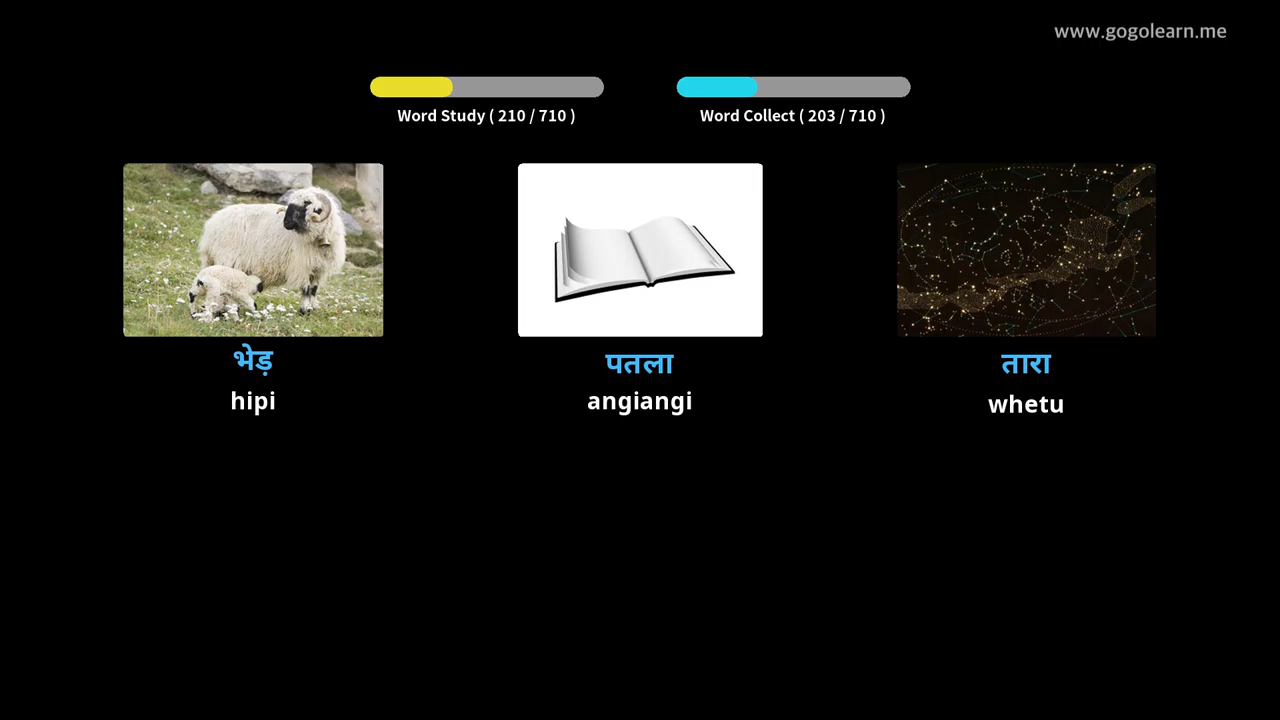 www.gogolearn.me
Word Study ( 210 / 710 )
Word Collect ( 203 / 710 )
भेड़
पतला
तारा
hipi
angiangi
whetu